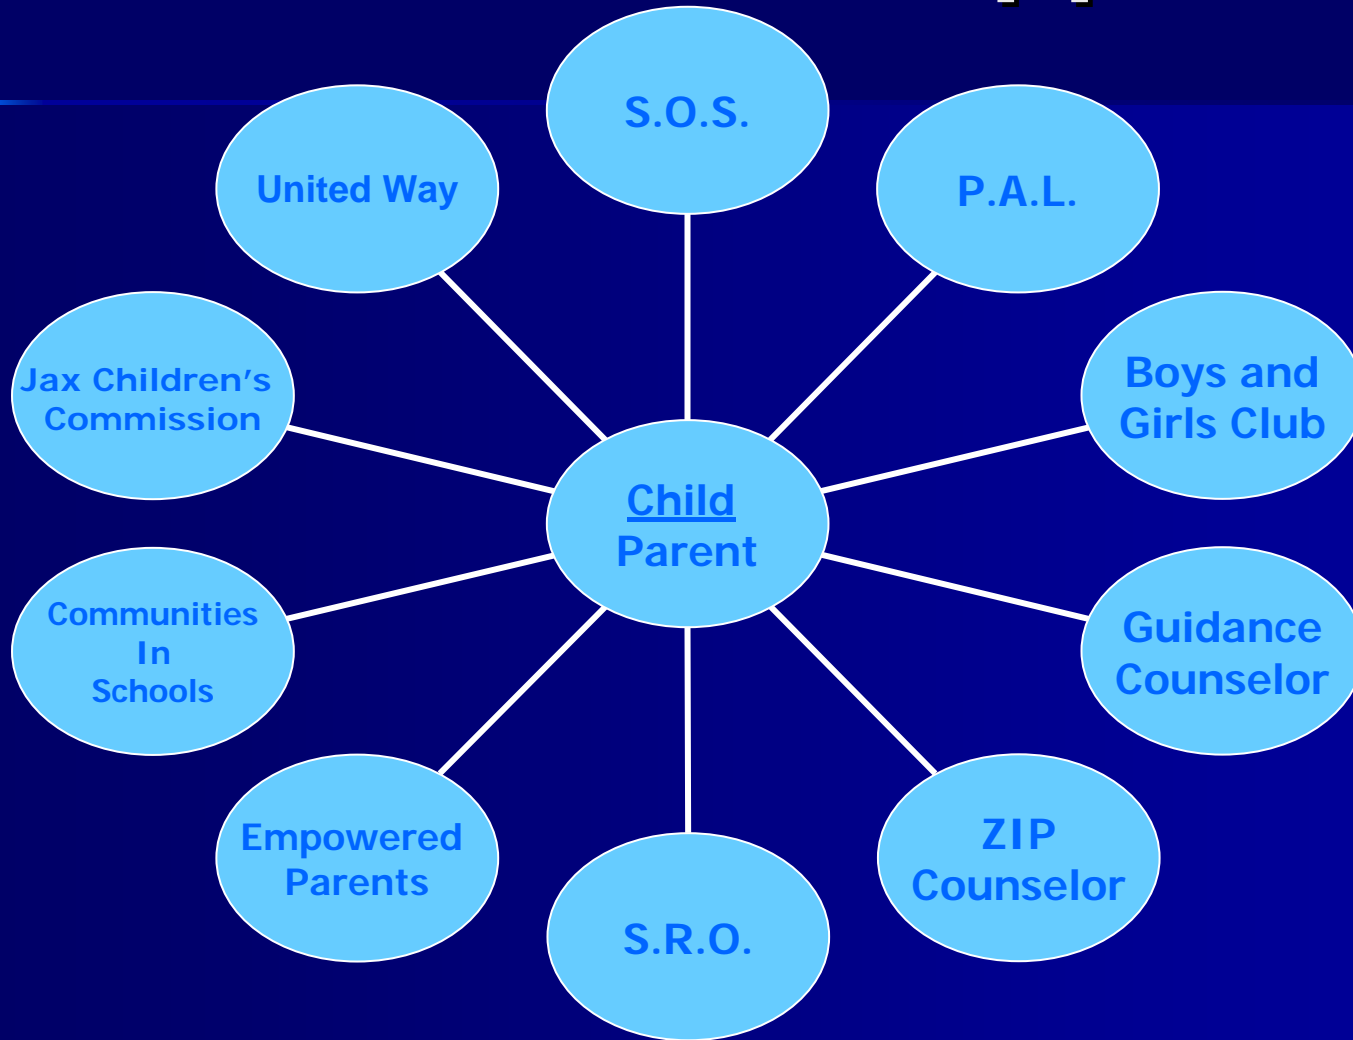 S.O.S.
United Way
P.A.L.
Jax Children's
Commission
Boys and
Girls Club
Child
Parent
Communities
In
Schools
Guidance
Counselor
Empowered
Parents
ZIP
Counselor
S.R.O.